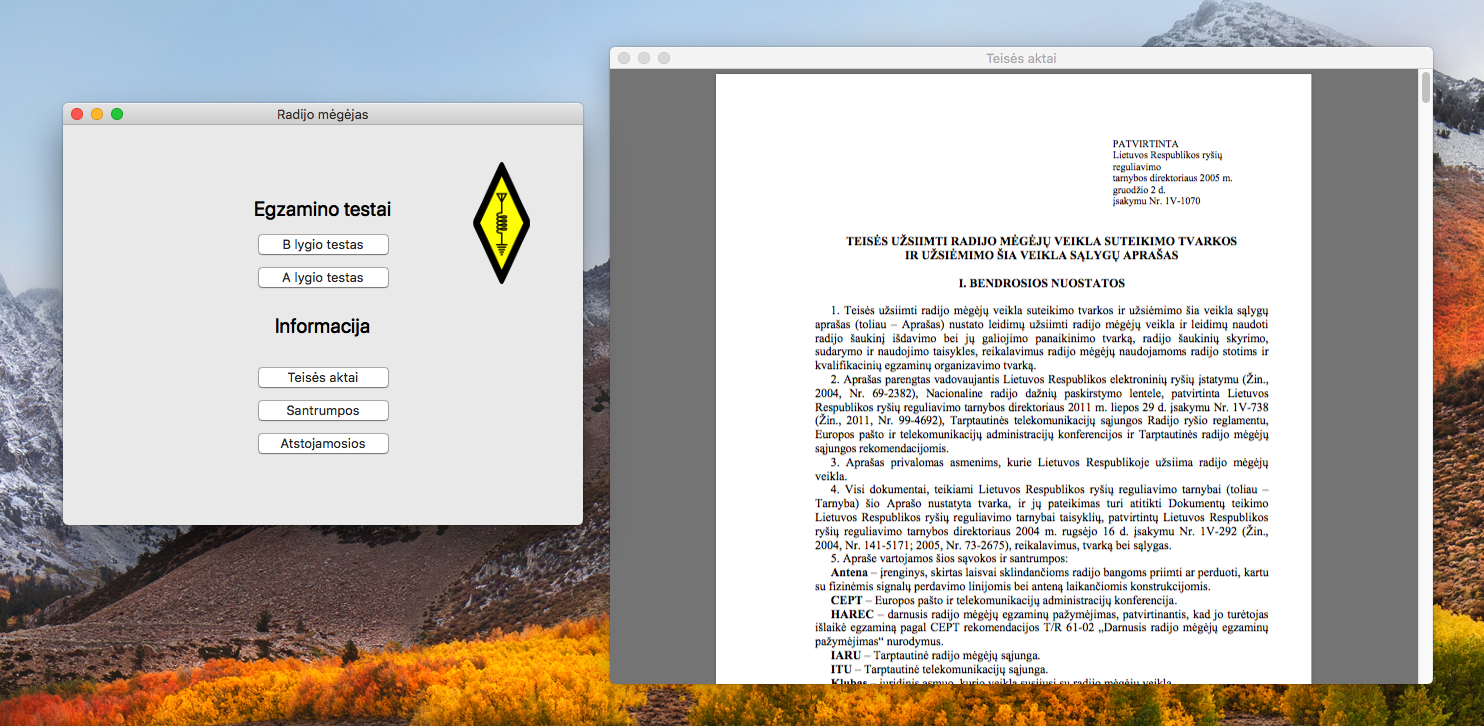 Radijo mėgėjas
Egzamino testai
B lygio testas
A lygio testas
Informacija
Teisės aktai
Santrumpos
Atstojamosios
Teisės aktai
PATVIRTINTA
Lietuvos Respublikos ryšių
reguliavimo
tarnybos direktoriaus 2005 m.
gruodžio 2 d.
įsakymu Nr. 1V-1070
TEISĖS UŽSIIMTI RADIJO MĖGĖJŲ VEIKLA SUTEIKIMO TVARKOS
IR UŽSIĖMIMO ŠIA VEIKLA SĄLYGŲ APRAŠAS
I. BENDROSIOS NUOSTATOS
1. Teisės užsiimti radijo mėgėjų veikla suteikimo tvarkos ir užsiėmimo šia veikla sąlygų
aprašas (toliau – Aprašas) nustato leidimų užsiimti radijo mėgėjų veikla ir leidimų naudoti
radijo šaukinį išdavimo bei jų galiojimo panaikinimo tvarką, radijo šaukinių skyrimo,
sudarymo ir naudojimo taisykles, reikalavimus radijo mėgėjų naudojamoms radijo stotims ir
kvalifikacinių egzaminų organizavimo tvarką.
2. Aprašas parengtas vadovaujantis Lietuvos Respublikos elektroninių ryšių įstatymu (Žin.,
2004, Nr. 69-2382), Nacionaline radijo dažnių paskirstymo lentele, patvirtinta Lietuvos
Respublikos ryšių reguliavimo tarnybos direktoriaus 2011 m. liepos 29 d. įsakymu Nr. 1V-738
(Žin., 2011, Nr. 99-4692), Tarptautinės telekomunikacijų sąjungos Radijo ryšio reglamentu,
Europos pašto ir telekomunikacijų administracijų konferencijos ir Tarptautinės radijo mėgėjų
sąjungos rekomendacijomis.
3. Aprašas privalomas asmenims, kurie Lietuvos Respublikoje užsiima radijo mėgėjų
veikla.
4. Visi dokumentai, teikiami Lietuvos Respublikos ryšių reguliavimo tarnybai (toliau –
Tarnyba) šio Aprašo nustatyta tvarka, ir jų pateikimas turi atitikti Dokumentų teikimo
Lietuvos Respublikos ryšių reguliavimo tarnybai taisyklių, patvirtintų Lietuvos Respublikos
ryšių reguliavimo tarnybos direktoriaus 2004 m. rugsėjo 16 d. įsakymu Nr. 1V-292 (Žin.,
2004, Nr. 141-5171; 2005, Nr. 73-2675), reikalavimus, tvarką bei sąlygas.
5. Apraše vartojamos šios sąvokos ir santrumpos:
Antena – įrenginys, skirtas laisvai sklindančioms radijo bangoms priimti ar perduoti, kartu
su fizinėmis signalų perdavimo linijomis bei anteną laikančiomis konstrukcijomis.
CEPT – Europos pašto ir telekomunikacijų administracijų konferencija.
HAREC – darnusis radijo mėgėjų egzaminų pažymėjimas, patvirtinantis, kad jo turėtojas
išlaikė egzaminą pagal CEPT rekomendacijos T/R 61-02 „Darnusis radijo mėgėjų egzaminų
pažymėjimas“ nurodymus.
IARU – Tarptautinė radijo mėgėjų sąjunga.
ITU – Tarptautinė telekomunikacijų sąjunga.
Klubas – juridinis asmuo, kurio veikla susijusi su radijo mėgėjų veikla.